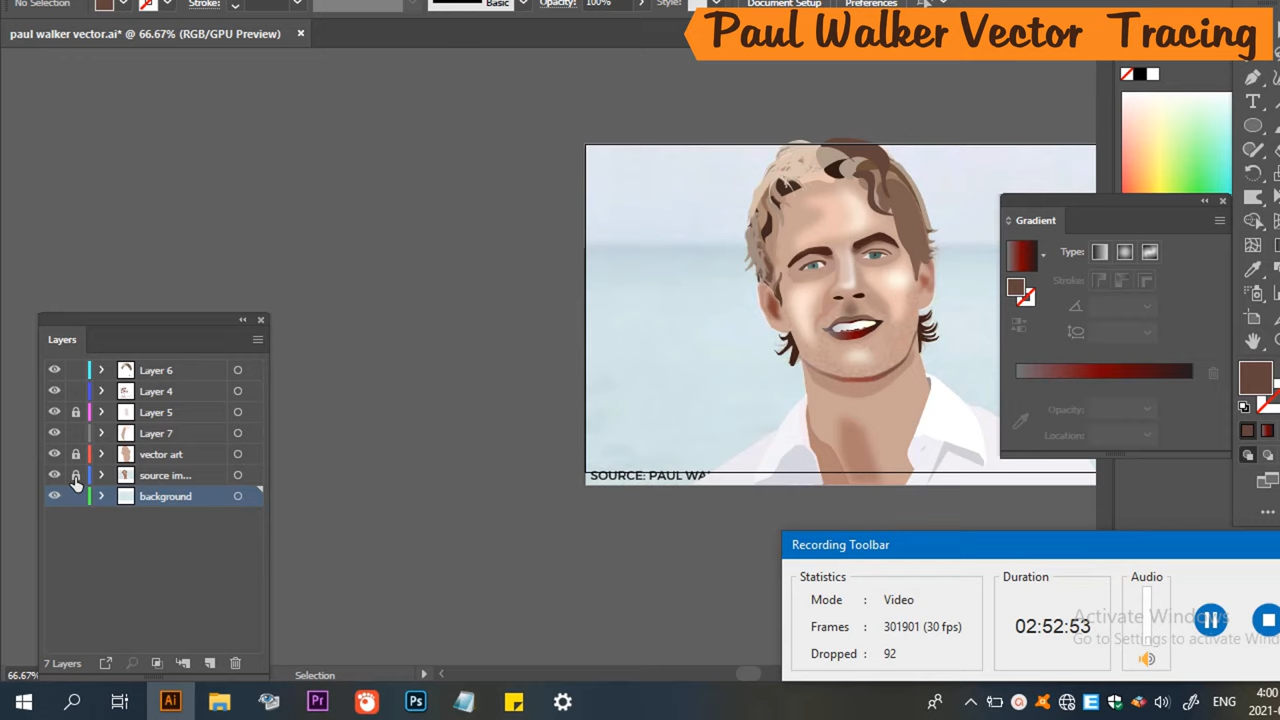 No Selection
Stroke:
Basic
Opacity:
100%
Style:
Document Setup
Preferences
Paul Walker Vector Tracing
paul walker vector.ai* @ 66.67% (RGB/GPU Preview)
Gradient
Type:
Stroke:
Opacity:
Location:
Layers
Layer 6
Layer 4
Layer 5
Layer 7
vector art
source im...
background
7 Layers
SOURCE: PAUL WA
Recording Toolbar
Statistics
Duration
Audio
Mode : Video
Frames : 301901 (30 fps)
Dropped : 92
02:52:53
Activate Windows
Go to Settings to activate Win
66.67%
Selection
Ai
Pr
Ps
ENG
4:00
2021-